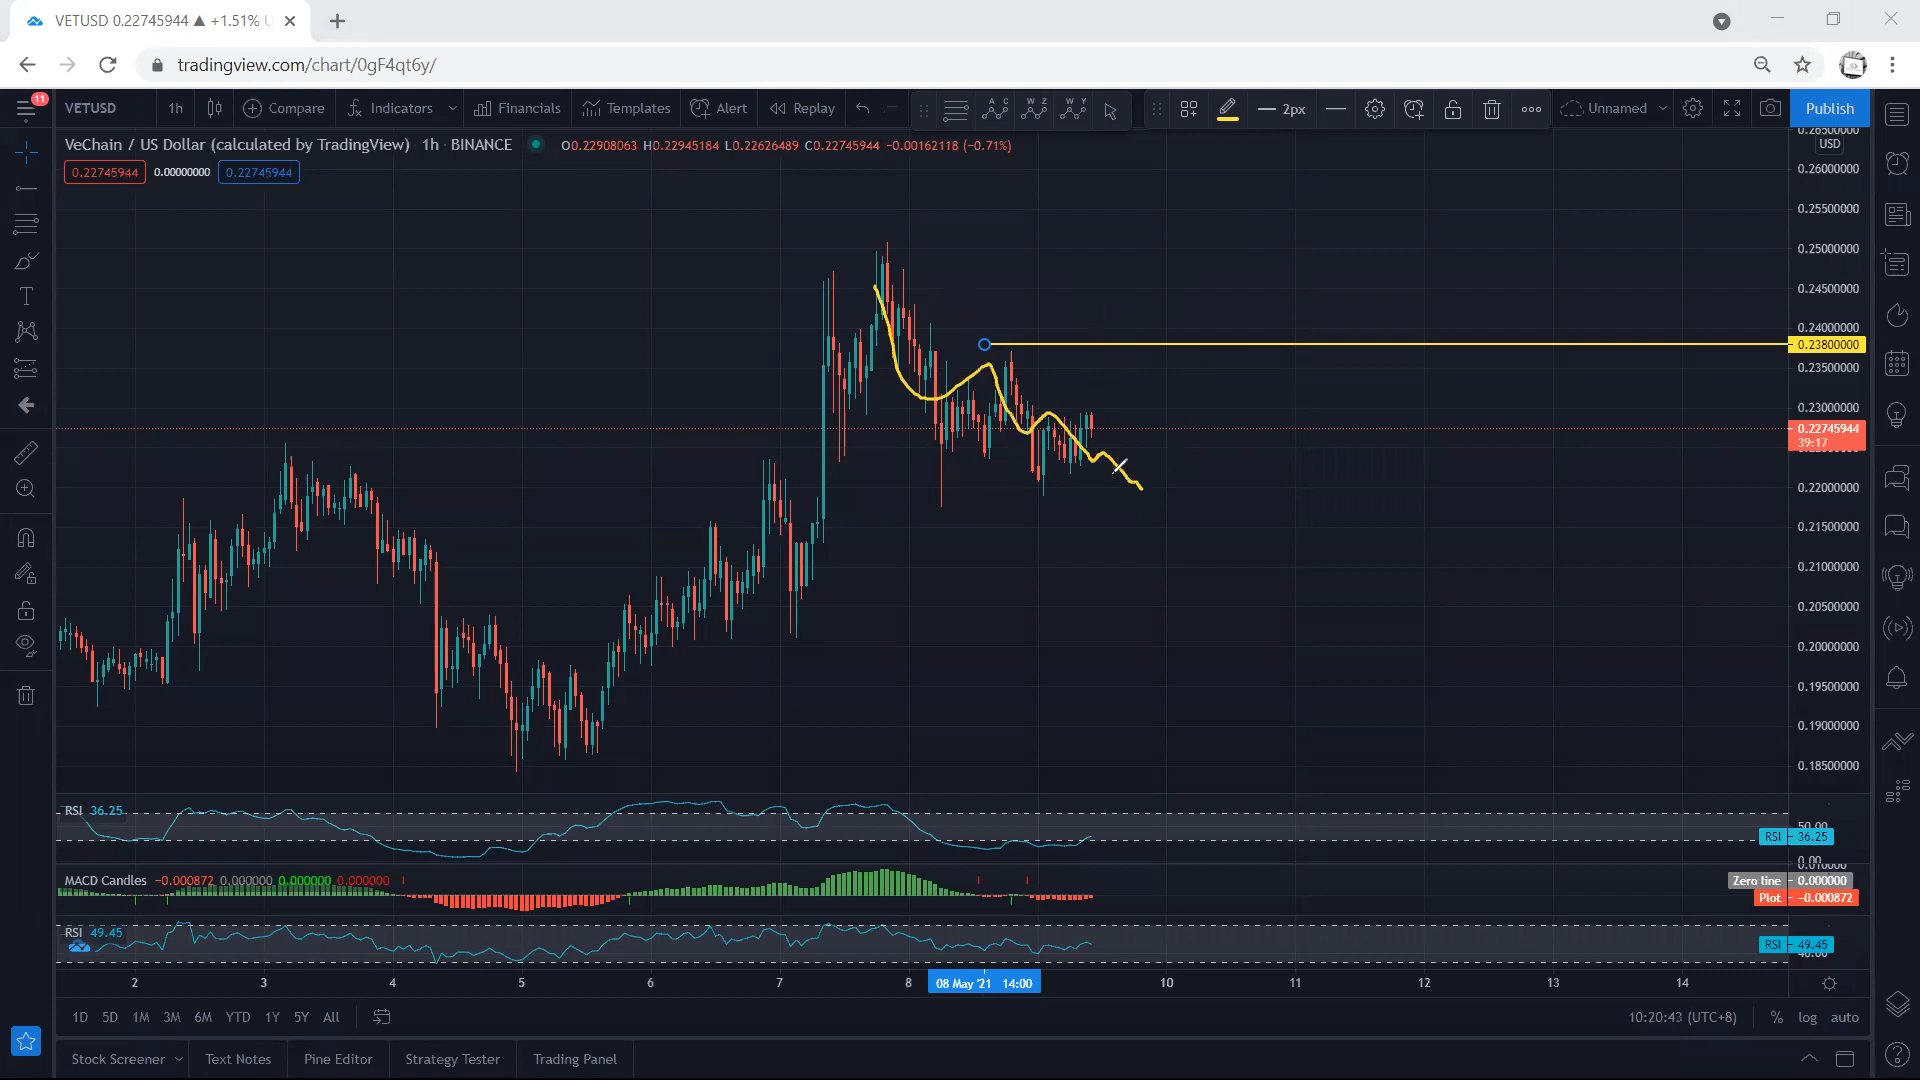 VETUSD 0.22745944 ▲ +1.51% U
tradingview.com/chart/0gF4qt6y/
11
VETUSD 1h Compare Indicators Financials Templates Alert Replay A C W Z W Y 2px Unnamed Publish
VeChain / US Dollar (calculated by TradingView) 1h · BINANCE O0.22908063 H0.22945184 L0.22626489 C0.22745944 −0.00162118 (−0.71%)
0.22745944 0.00000000 0.22745944
0.26500000
USD
0.26000000
0.25500000
0.25000000
0.24500000
0.24000000
0.23800000
0.23500000
0.23000000
0.22745944
39:17
0.22000000
0.21500000
0.21000000
0.20500000
0.20000000
0.19500000
0.19000000
0.18500000
RSI 36.25
50.00
RSI 36.25
0.00
MACD Candles −0.000872 0.000000 0.000000 0.000000
Zero line 0.000000
Plot −0.000872
RSI 49.45
RSI 49.45
40.00
2 3 4 5 6 7 8 08 May '21 14:00 10 11 12 13 14
1D 5D 1M 3M 6M YTD 1Y 5Y All 10:20:43 (UTC+8) % log auto
Stock Screener Text Notes Pine Editor Strategy Tester Trading Panel